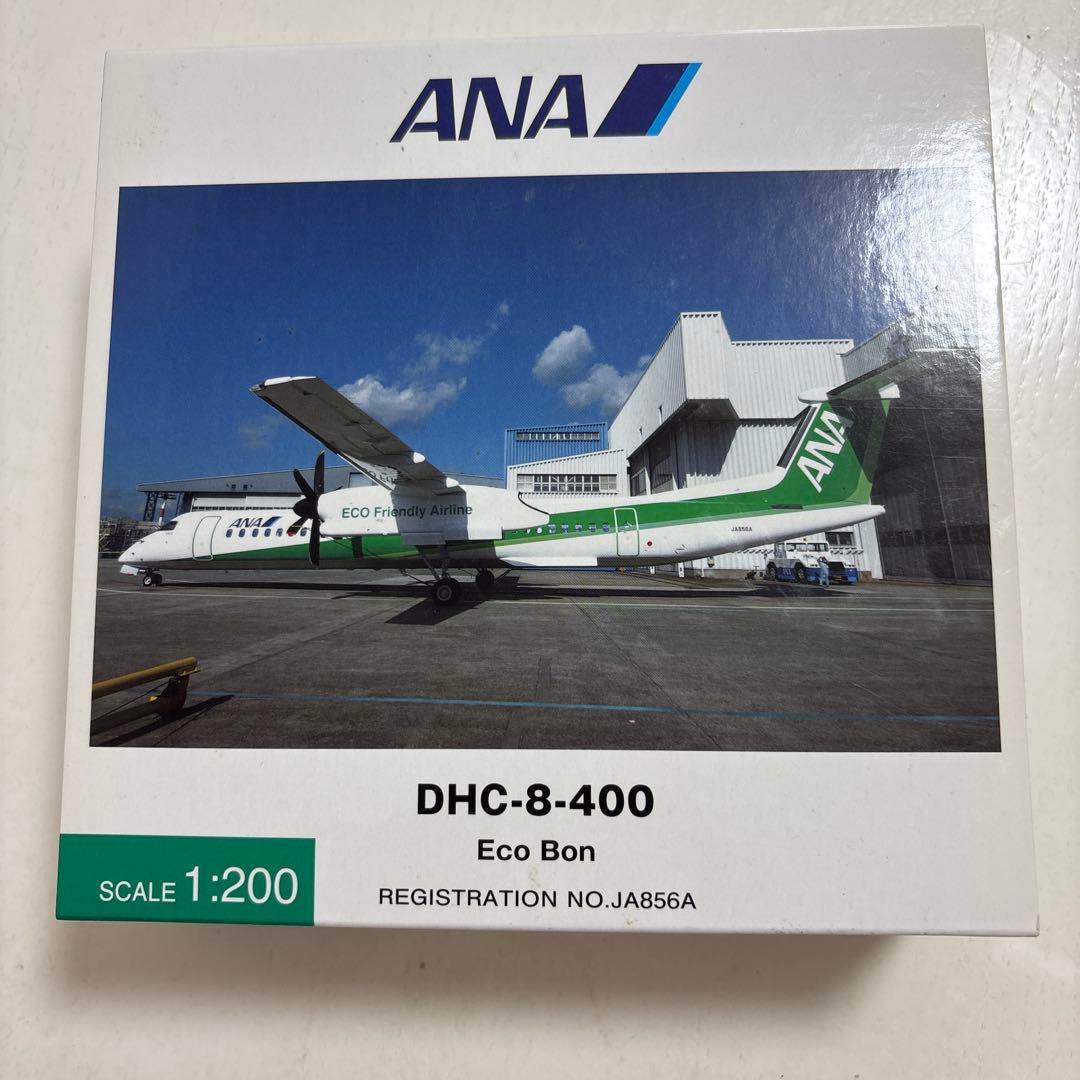 ANA
ANA
ECO Friendly Airline
ANA
JA856A
DHC-8-400
Eco Bon
SCALE 1:200
REGISTRATION NO.JA856A